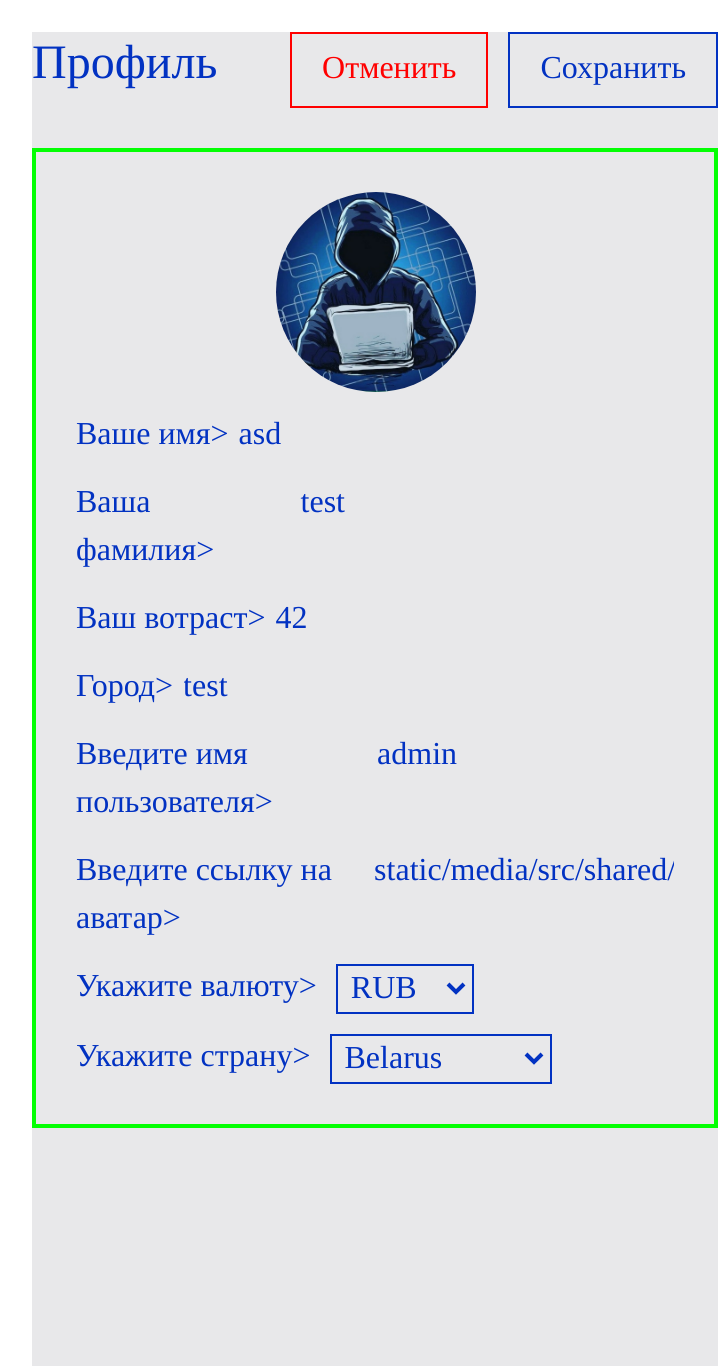 Профиль
Отменить
Сохранить
Ваше имя> asd
Ваша test
фамилия>
Ваш вотраст> 42
Город> test
Введите имя admin
пользователя>
Введите ссылку на static/media/src/shared/
аватар>
Укажите валюту> RUB
Укажите страну> Belarus